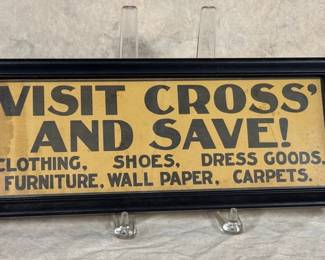 VISIT CROSS'
AND SAVE!
CLOTHING, SHOES, DRESS GOODS,
FURNITURE, WALL PAPER, CARPETS.